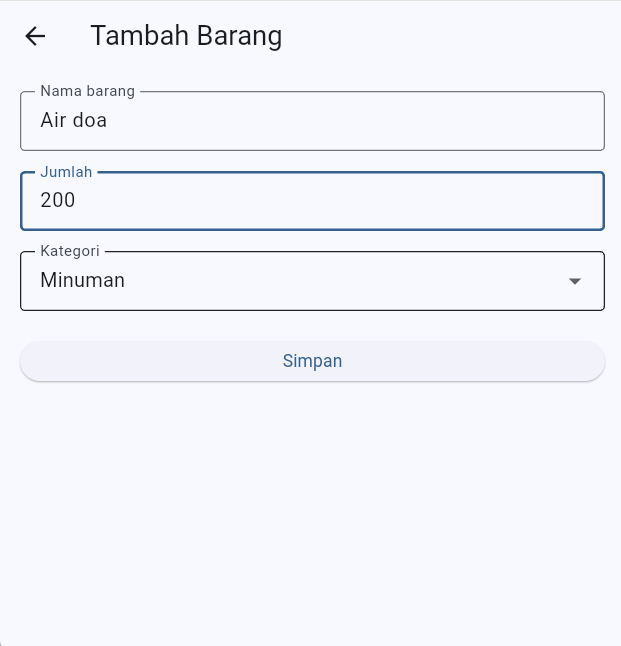 Tambah Barang
Nama barang
Air doa
Jumlah
200
Kategori
Minuman
Simpan